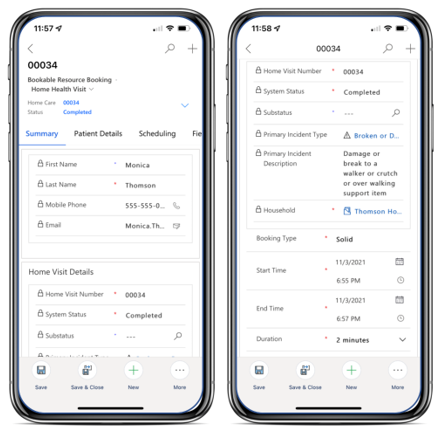 11:57
00034
Bookable Resource Booking ·
Home Health Visit
Home Care 00034
Status Completed
Summary Patient Details Scheduling Fie
First Name * Monica
Last Name * Thomson
Mobile Phone 555-555-0...
Email Monica.Th...
Home Visit Details
Home Visit Number * 00034
System Status * Completed
Substatus * ---
Save Save & Close New More
11:58
00034
Home Visit Number * 00034
System Status * Completed
Substatus * ---
Primary Incident Type Broken or D...
Primary Incident
Description
Damage or
break to a
walker or crutch
or over walking
support item
Household * Thomson Ho...
Booking Type * Solid
Start Time * 11/3/2021
6:55 PM
End Time * 11/3/2021
6:57 PM
Duration * 2 minutes
Save Save & Close New More